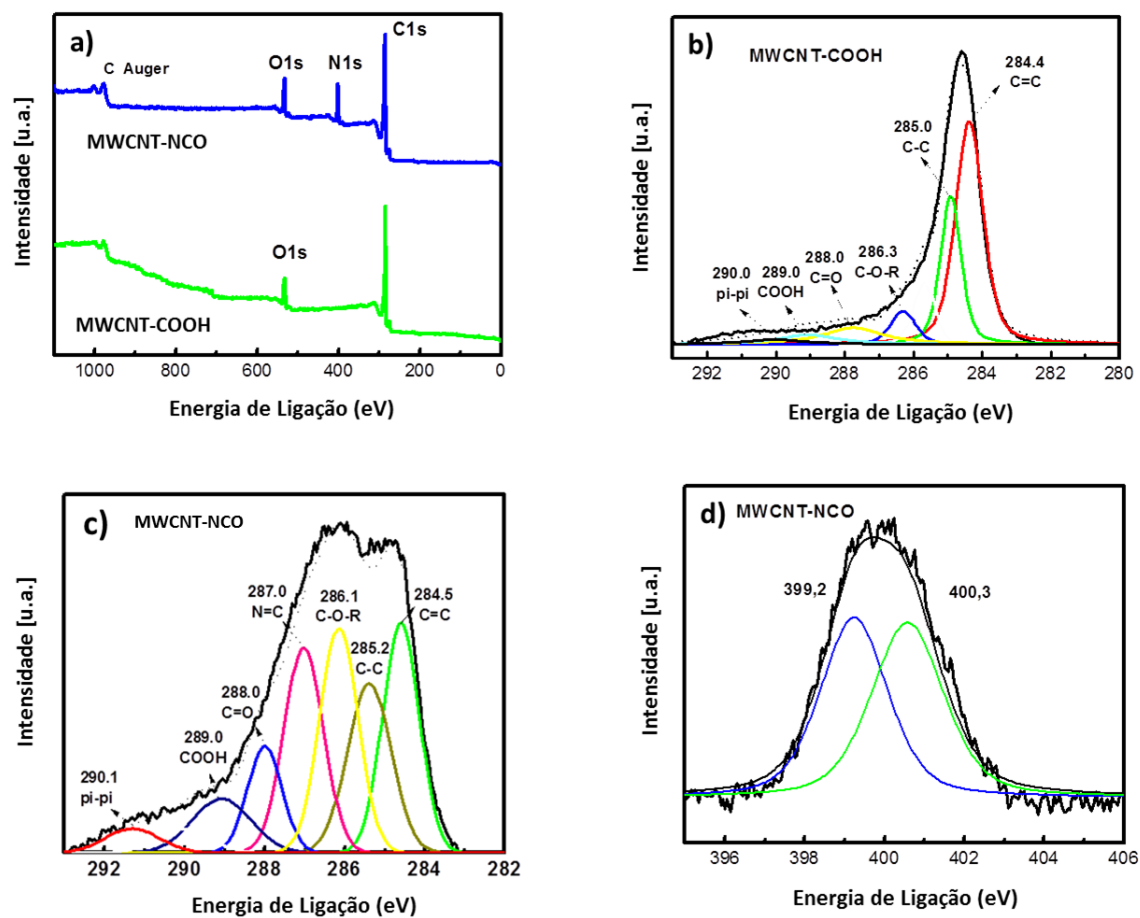 a)
C1s
C Auger
O1s
N1s
MWCNT-NCO
O1s
MWCNT-COOH
Intensidade [u.a.]
1000 800 600 400 200 0
Energia de Ligação (eV)
b)
MWCNT-COOH
284.4
C=C
285.0
C-C
286.3
C-O-R
288.0
C=O
289.0
COOH
290.0
pi-pi
Intensidade [u.a.]
292 290 288 286 284 282 280
Energia de Ligação (eV)
c)
MWCNT-NCO
287.0
N=C
286.1
C-O-R
284.5
C=C
285.2
C-C
288.0
C=O
289.0
COOH
290.1
pi-pi
Intensidade [u.a.]
292 290 288 286 284 282
Energia de Ligação (eV)
d)
MWCNT-NCO
399,2
400,3
Intensidade [u.a.]
396 398 400 402 404 406
Energia de Ligação (eV)